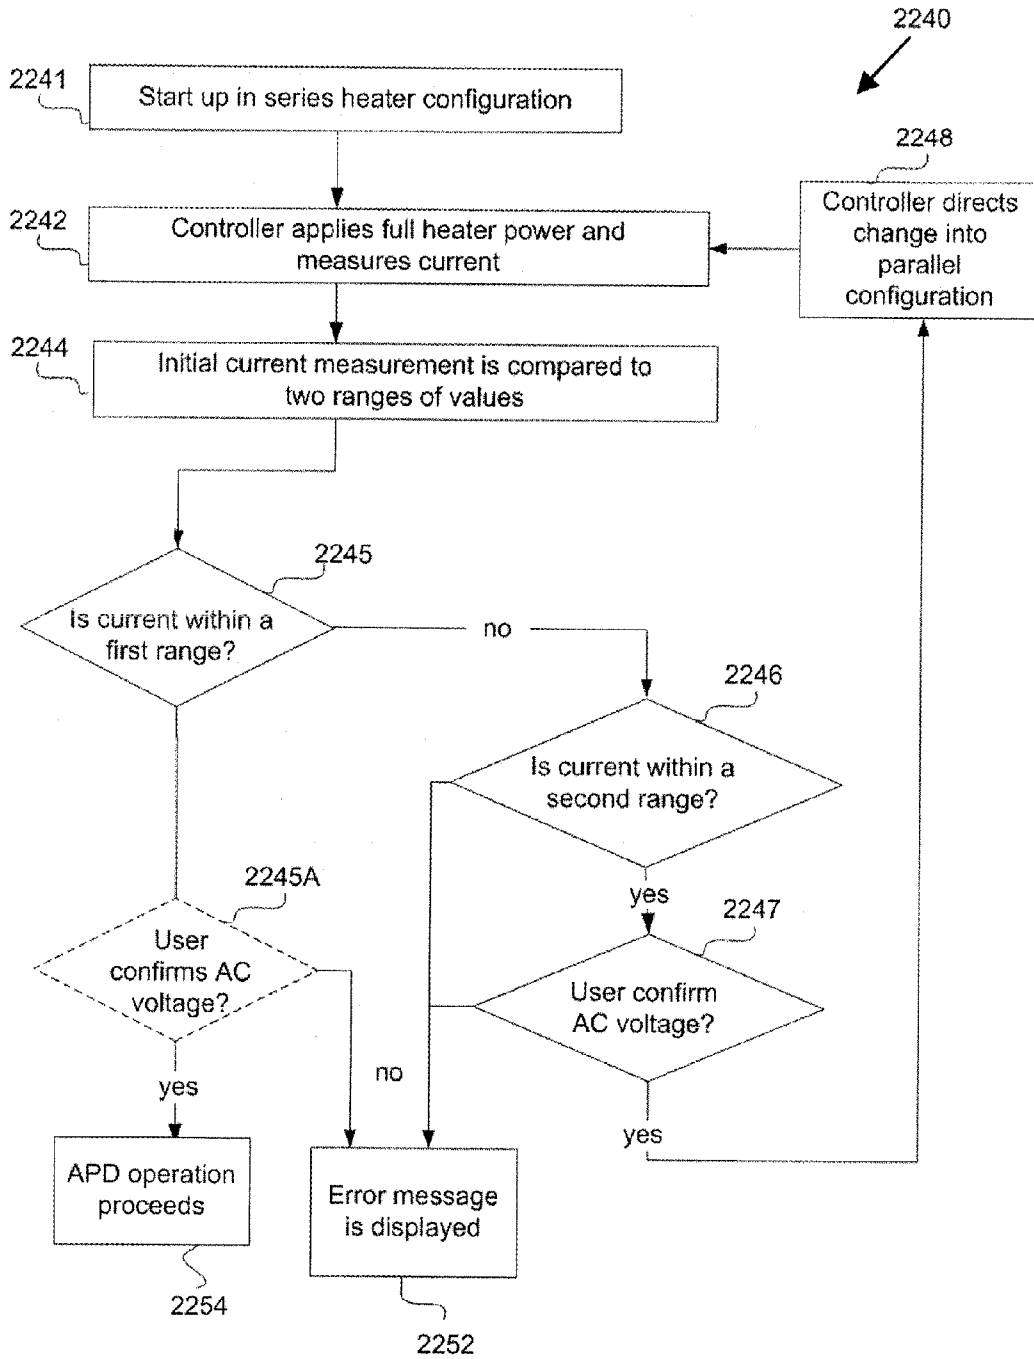 2240
2241
Start up in series heater configuration
2248
Controller directs
change into
parallel
configuration
2242
Controller applies full heater power and
measures current
2244
Initial current measurement is compared to
two ranges of values
2245
Is current within a
first range?
no
2246
Is current within a
second range?
yes
2245A
User
confirms AC
voltage?
2247
User confirm
AC voltage?
yes
no
yes
APD operation
proceeds
Error message
is displayed
2254
2252